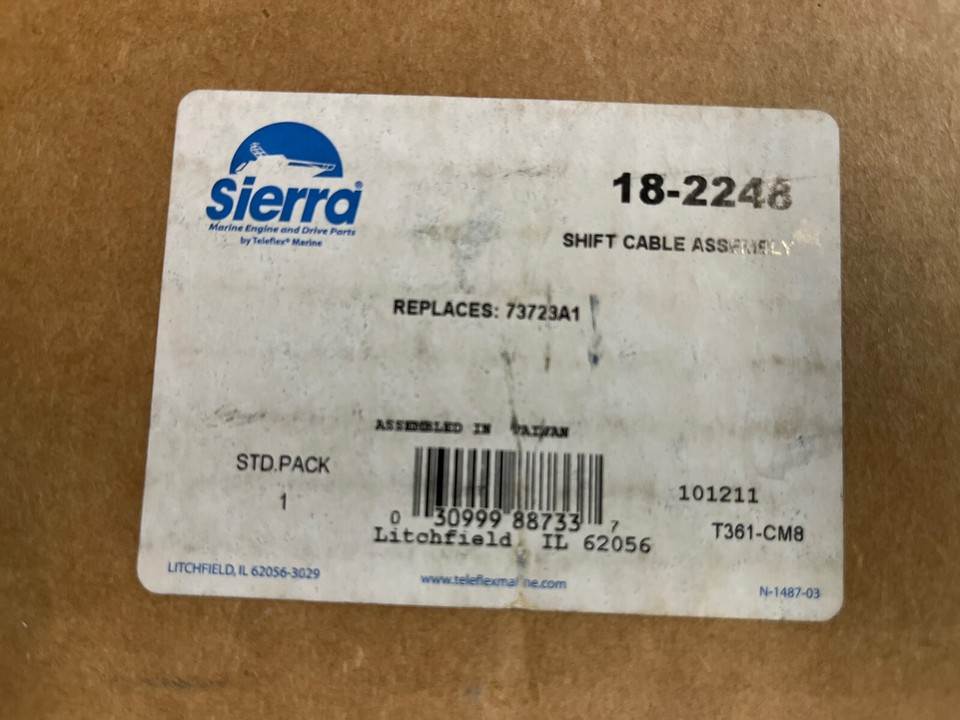 Sierra®
Marine Engine and Drive Parts
by Teleflex® Marine
18-2248
SHIFT CABLE ASSEMBLY
REPLACES: 73723A1
ASSEMBLED IN TAIWAN
STD.PACK
1
0 30999 88733 7
Litchfield IL 62056
101211
T361-CM8
LITCHFIELD, IL 62056-3029
www.teleflexmarine.com
N-1487-03